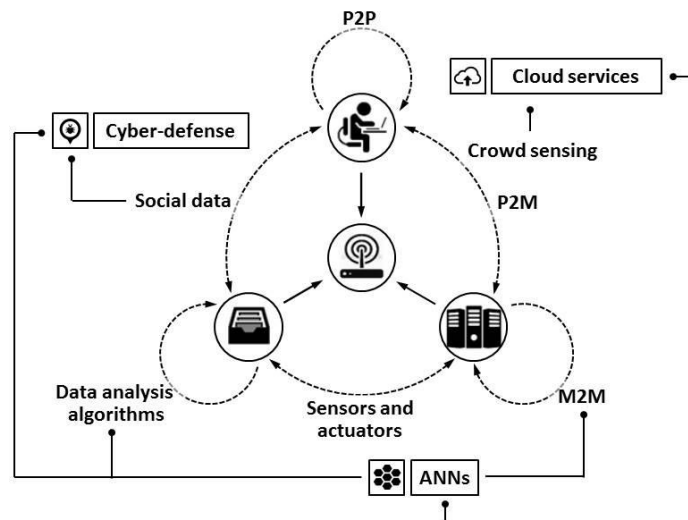 P2P
Cloud services
Cyber-defense
Crowd sensing
Social data
P2M
Data analysis
algorithms
Sensors and
actuators
M2M
ANNs